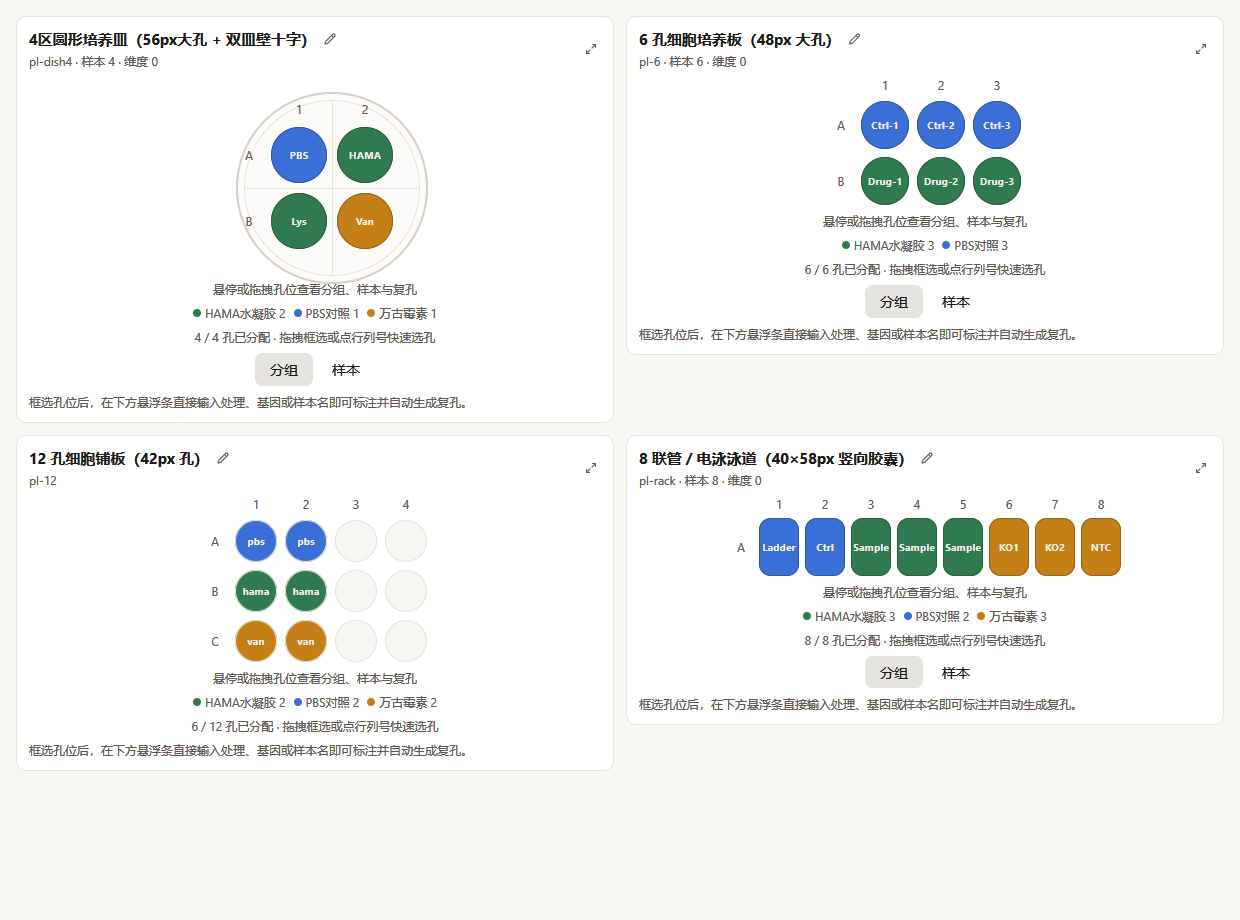 4区圆形培养皿（56px大孔 + 双皿壁十字）
pl-dish4 · 样本 4 · 维度 0
1 2
A PBS HAMA
B Lys Van
悬停或拖拽孔位查看分组、样本与复孔
HAMA水凝胶 2 PBS对照 1 万古霉素 1
4 / 4 孔已分配 · 拖拽框选或点行列号快速选孔
分组 样本
框选孔位后，在下方悬浮条直接输入处理、基因或样本名即可标注并自动生成复孔。
6 孔细胞培养板（48px 大孔）
pl-6 · 样本 6 · 维度 0
1 2 3
A Ctrl-1 Ctrl-2 Ctrl-3
B Drug-1 Drug-2 Drug-3
悬停或拖拽孔位查看分组、样本与复孔
HAMA水凝胶 3 PBS对照 3
6 / 6 孔已分配 · 拖拽框选或点行列号快速选孔
分组 样本
框选孔位后，在下方悬浮条直接输入处理、基因或样本名即可标注并自动生成复孔。
12 孔细胞铺板（42px 孔）
pl-12
1 2 3 4
A pbs pbs
B hama hama
C van van
悬停或拖拽孔位查看分组、样本与复孔
HAMA水凝胶 2 PBS对照 2 万古霉素 2
6 / 12 孔已分配 · 拖拽框选或点行列号快速选孔
框选孔位后，在下方悬浮条直接输入处理、基因或样本名即可标注并自动生成复孔。
8 联管 / 电泳泳道（40×58px 竖向胶囊）
pl-rack · 样本 8 · 维度 0
1 2 3 4 5 6 7 8
A Ladder Ctrl Sample Sample Sample KO1 KO2 NTC
悬停或拖拽孔位查看分组、样本与复孔
HAMA水凝胶 3 PBS对照 2 万古霉素 3
8 / 8 孔已分配 · 拖拽框选或点行列号快速选孔
分组 样本
框选孔位后，在下方悬浮条直接输入处理、基因或样本名即可标注并自动生成复孔。